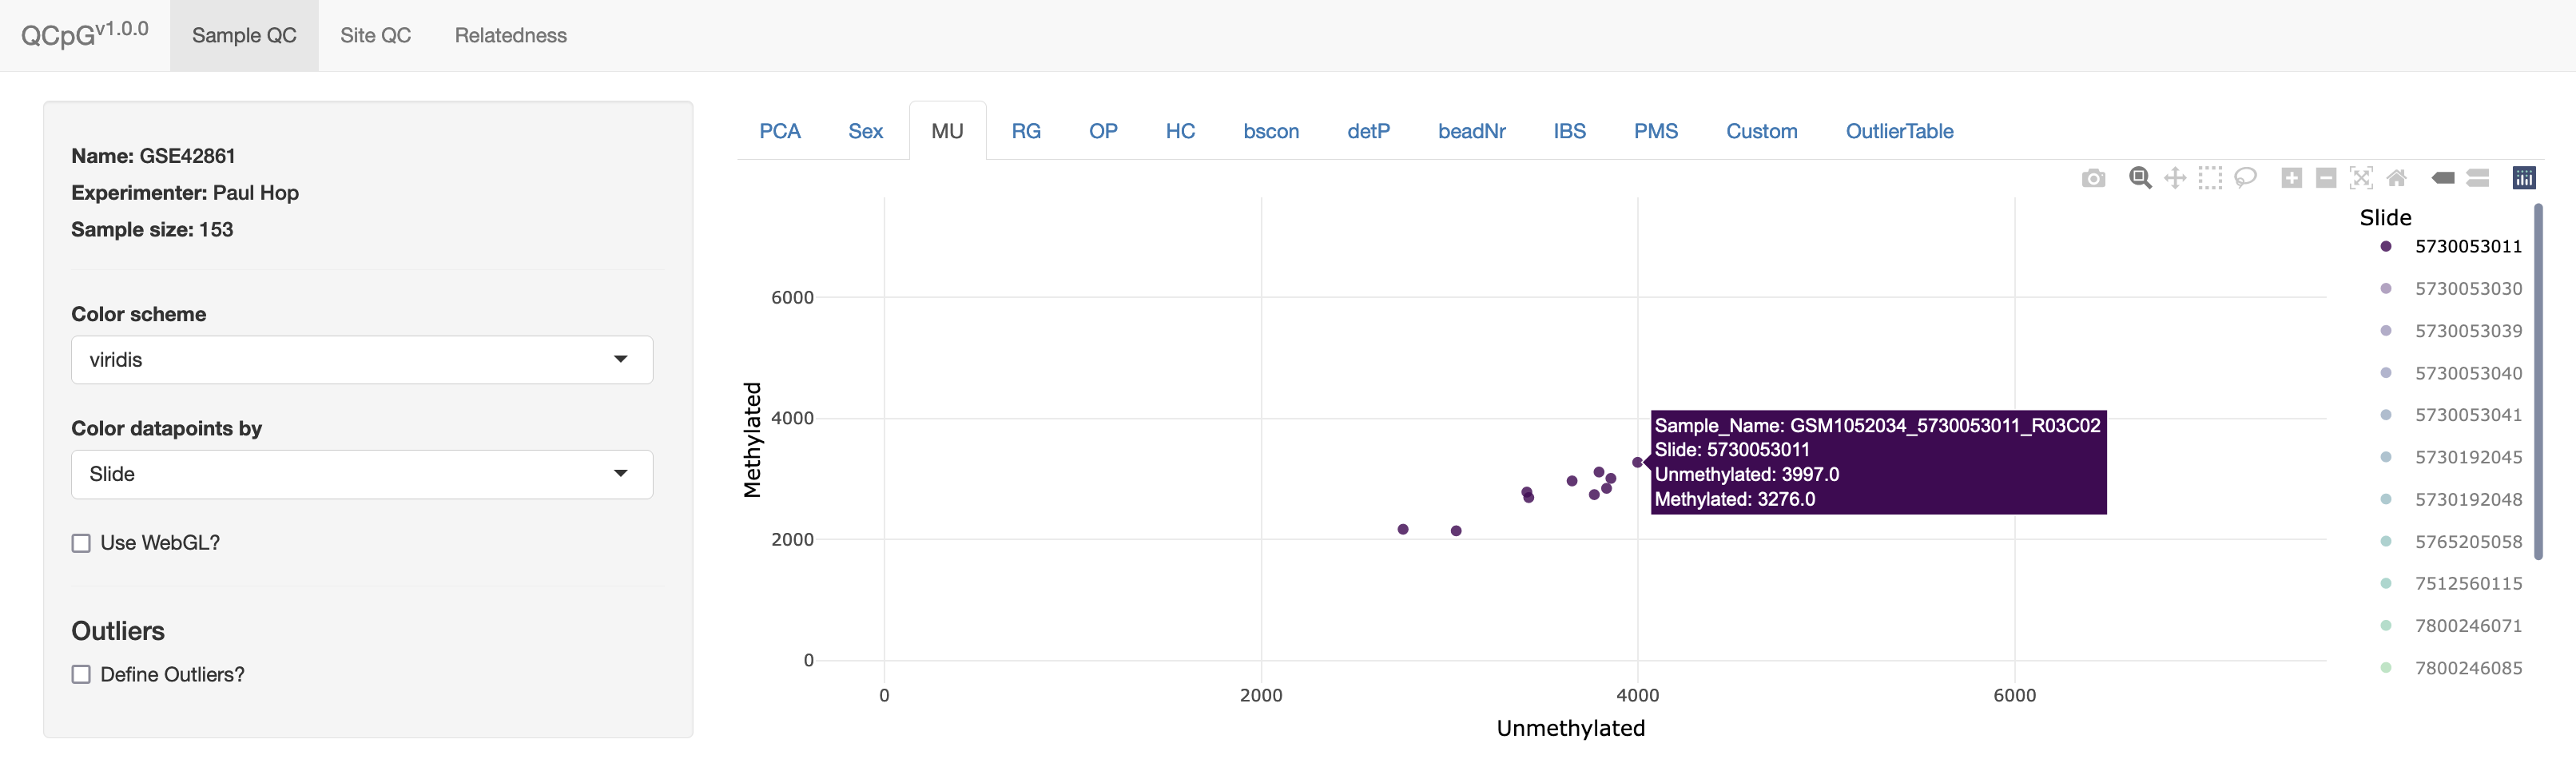 QCpGv1.0.0 Sample QC Site QC Relatedness
Name: GSE42861
Experimenter: Paul Hop
Sample size: 153
Color scheme
viridis
Color datapoints by
Slide
Use WebGL?
Outliers
Define Outliers?
PCA Sex MU RG OP HC bscon detP beadNr IBS PMS Custom OutlierTable
Methylated
6000
4000
2000
0
0 2000 4000 6000
Unmethylated
Sample_Name: GSM1052034_5730053011_R03C02
Slide: 5730053011
Unmethylated: 3997.0
Methylated: 3276.0
Slide
5730053011
5730053030
5730053039
5730053040
5730053041
5730192045
5730192048
5765205058
7512560115
7800246071
7800246085